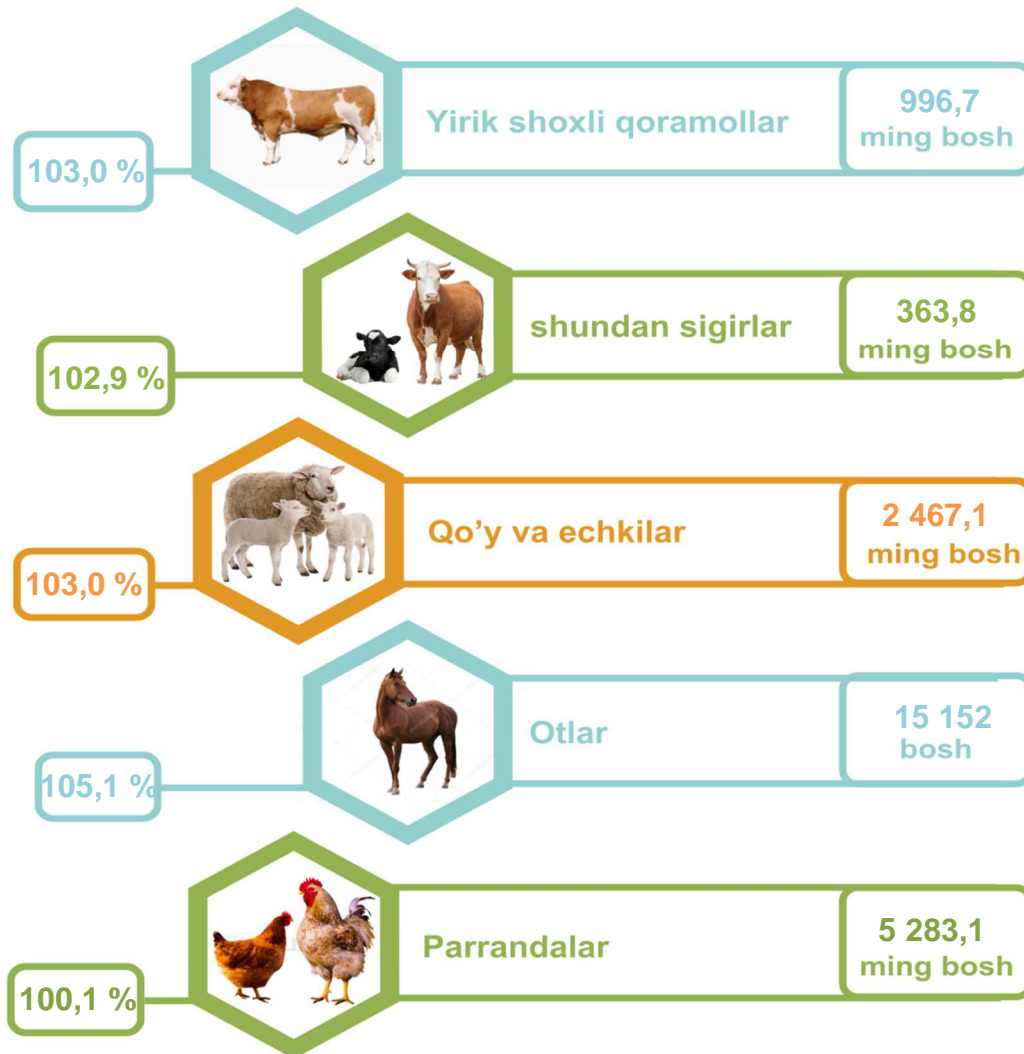 Yirik shoxli qoramollar
996,7
ming bosh
103,0 %
shundan sigirlar
363,8
ming bosh
102,9 %
Qo’y va echkilar
2 467,1
ming bosh
103,0 %
Otlar
15 152
bosh
105,1 %
Parrandalar
5 283,1
ming bosh
100,1 %